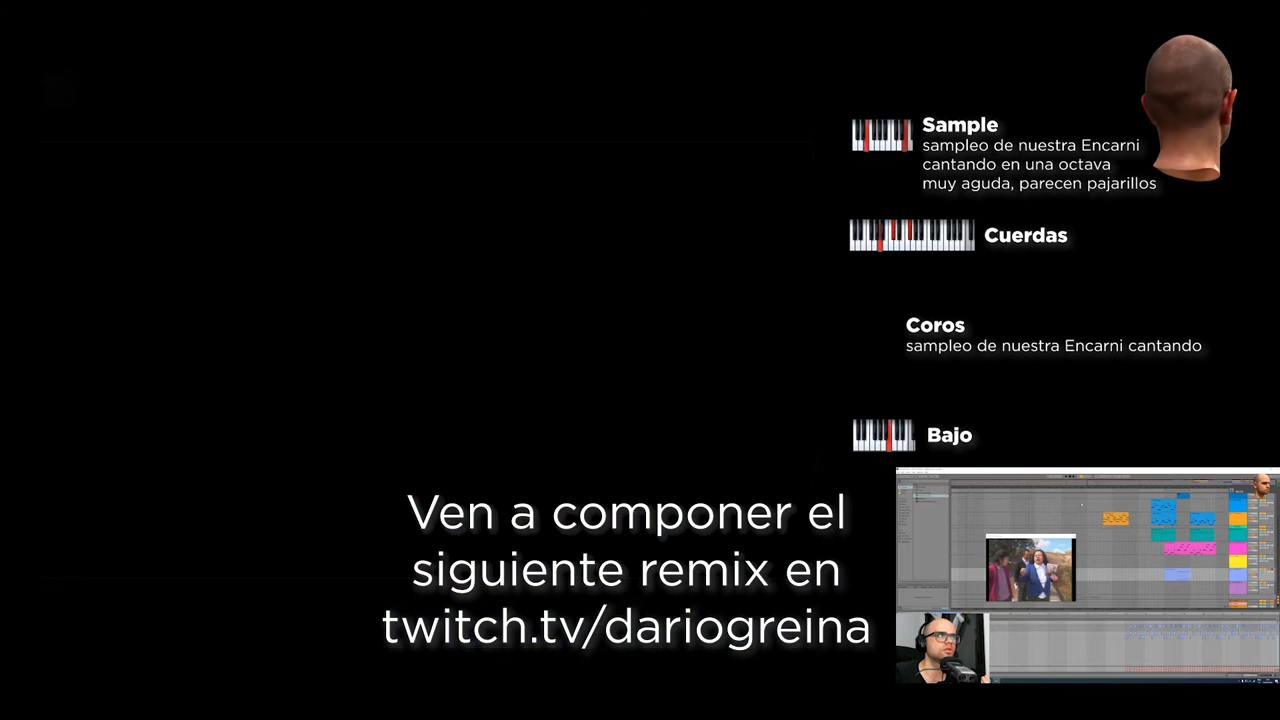 Sample
sampleo de nuestra Encarni
cantando en una octava
muy aguda, parecen pajarillos
Cuerdas
Coros
sampleo de nuestra Encarni cantando
Bajo
Ven a componer el
siguiente remix en
twitch.tv/dariogreina